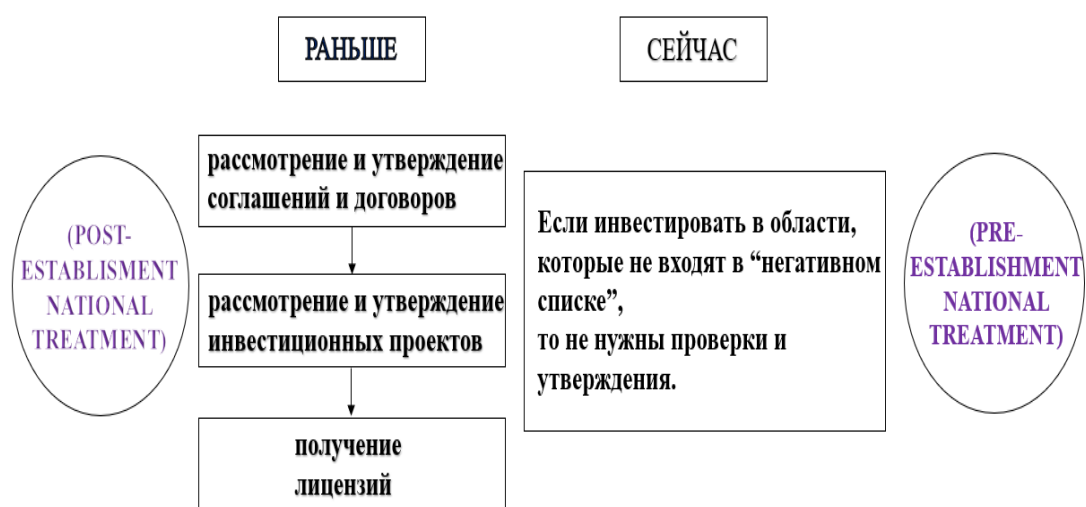 РАНЬШЕ
СЕЙЧАС
(POST-
ESTABLISMENT
NATIONAL
TREATMENT)
рассмотрение и утверждение
соглашений и договоров
рассмотрение и утверждение
инвестиционных проектов
получение
лицензий
Если инвестировать в области,
которые не входят в “негативном
списке”,
то не нужны проверки и
утверждения.
(PRE-
ESTABLISHMENT
NATIONAL
TREATMENT)